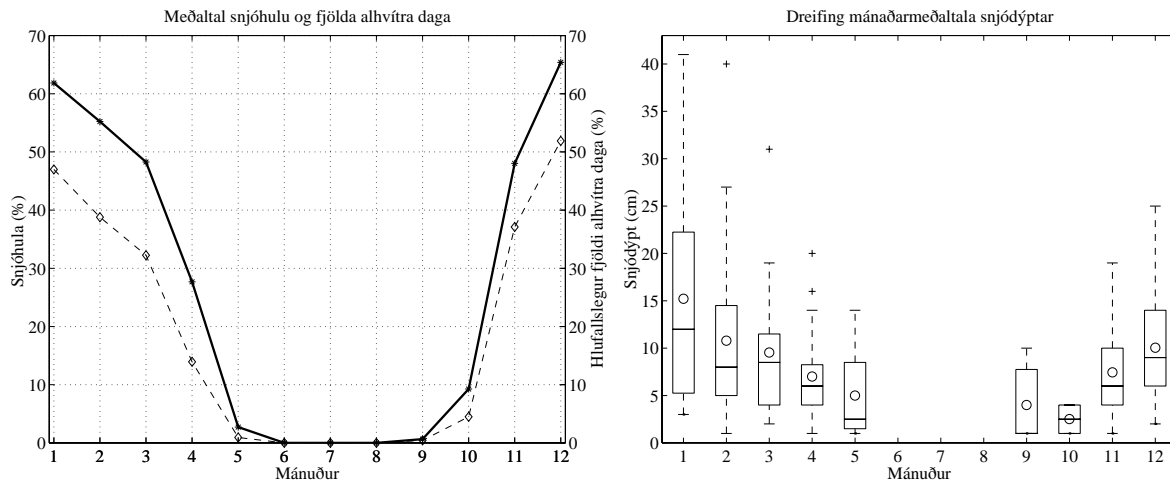 Meðaltal snjóhulu og fjölda alhvítra daga
70
60
50
40
30
20
10
0
Snjóhula (%)
70
60
50
40
30
20
10
0
Hlufallslegur fjöldi alhvítra daga (%)
1 2 3 4 5 6 7 8 9 10 11 12
Mánuður
Dreifing mánaðarmeðaltala snjódýptar
40
35
30
25
20
15
10
5
0
Snjódýpt (cm)
1 2 3 4 5 6 7 8 9 10 11 12
Mánuður